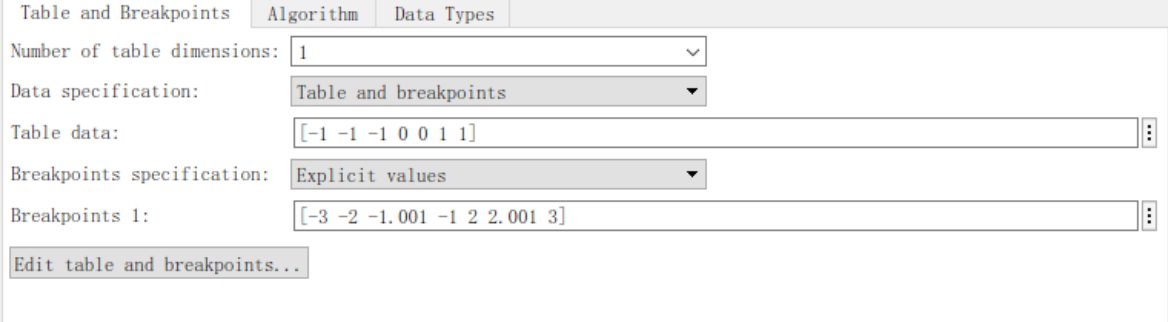 Table and Breakpoints Algorithm Data Types
Number of table dimensions: 1
Data specification: Table and breakpoints
Table data: [-1 -1 -1 0 0 1 1]
Breakpoints specification: Explicit values
Breakpoints 1: [-3 -2 -1.001 -1 2 2.001 3]
Edit table and breakpoints...